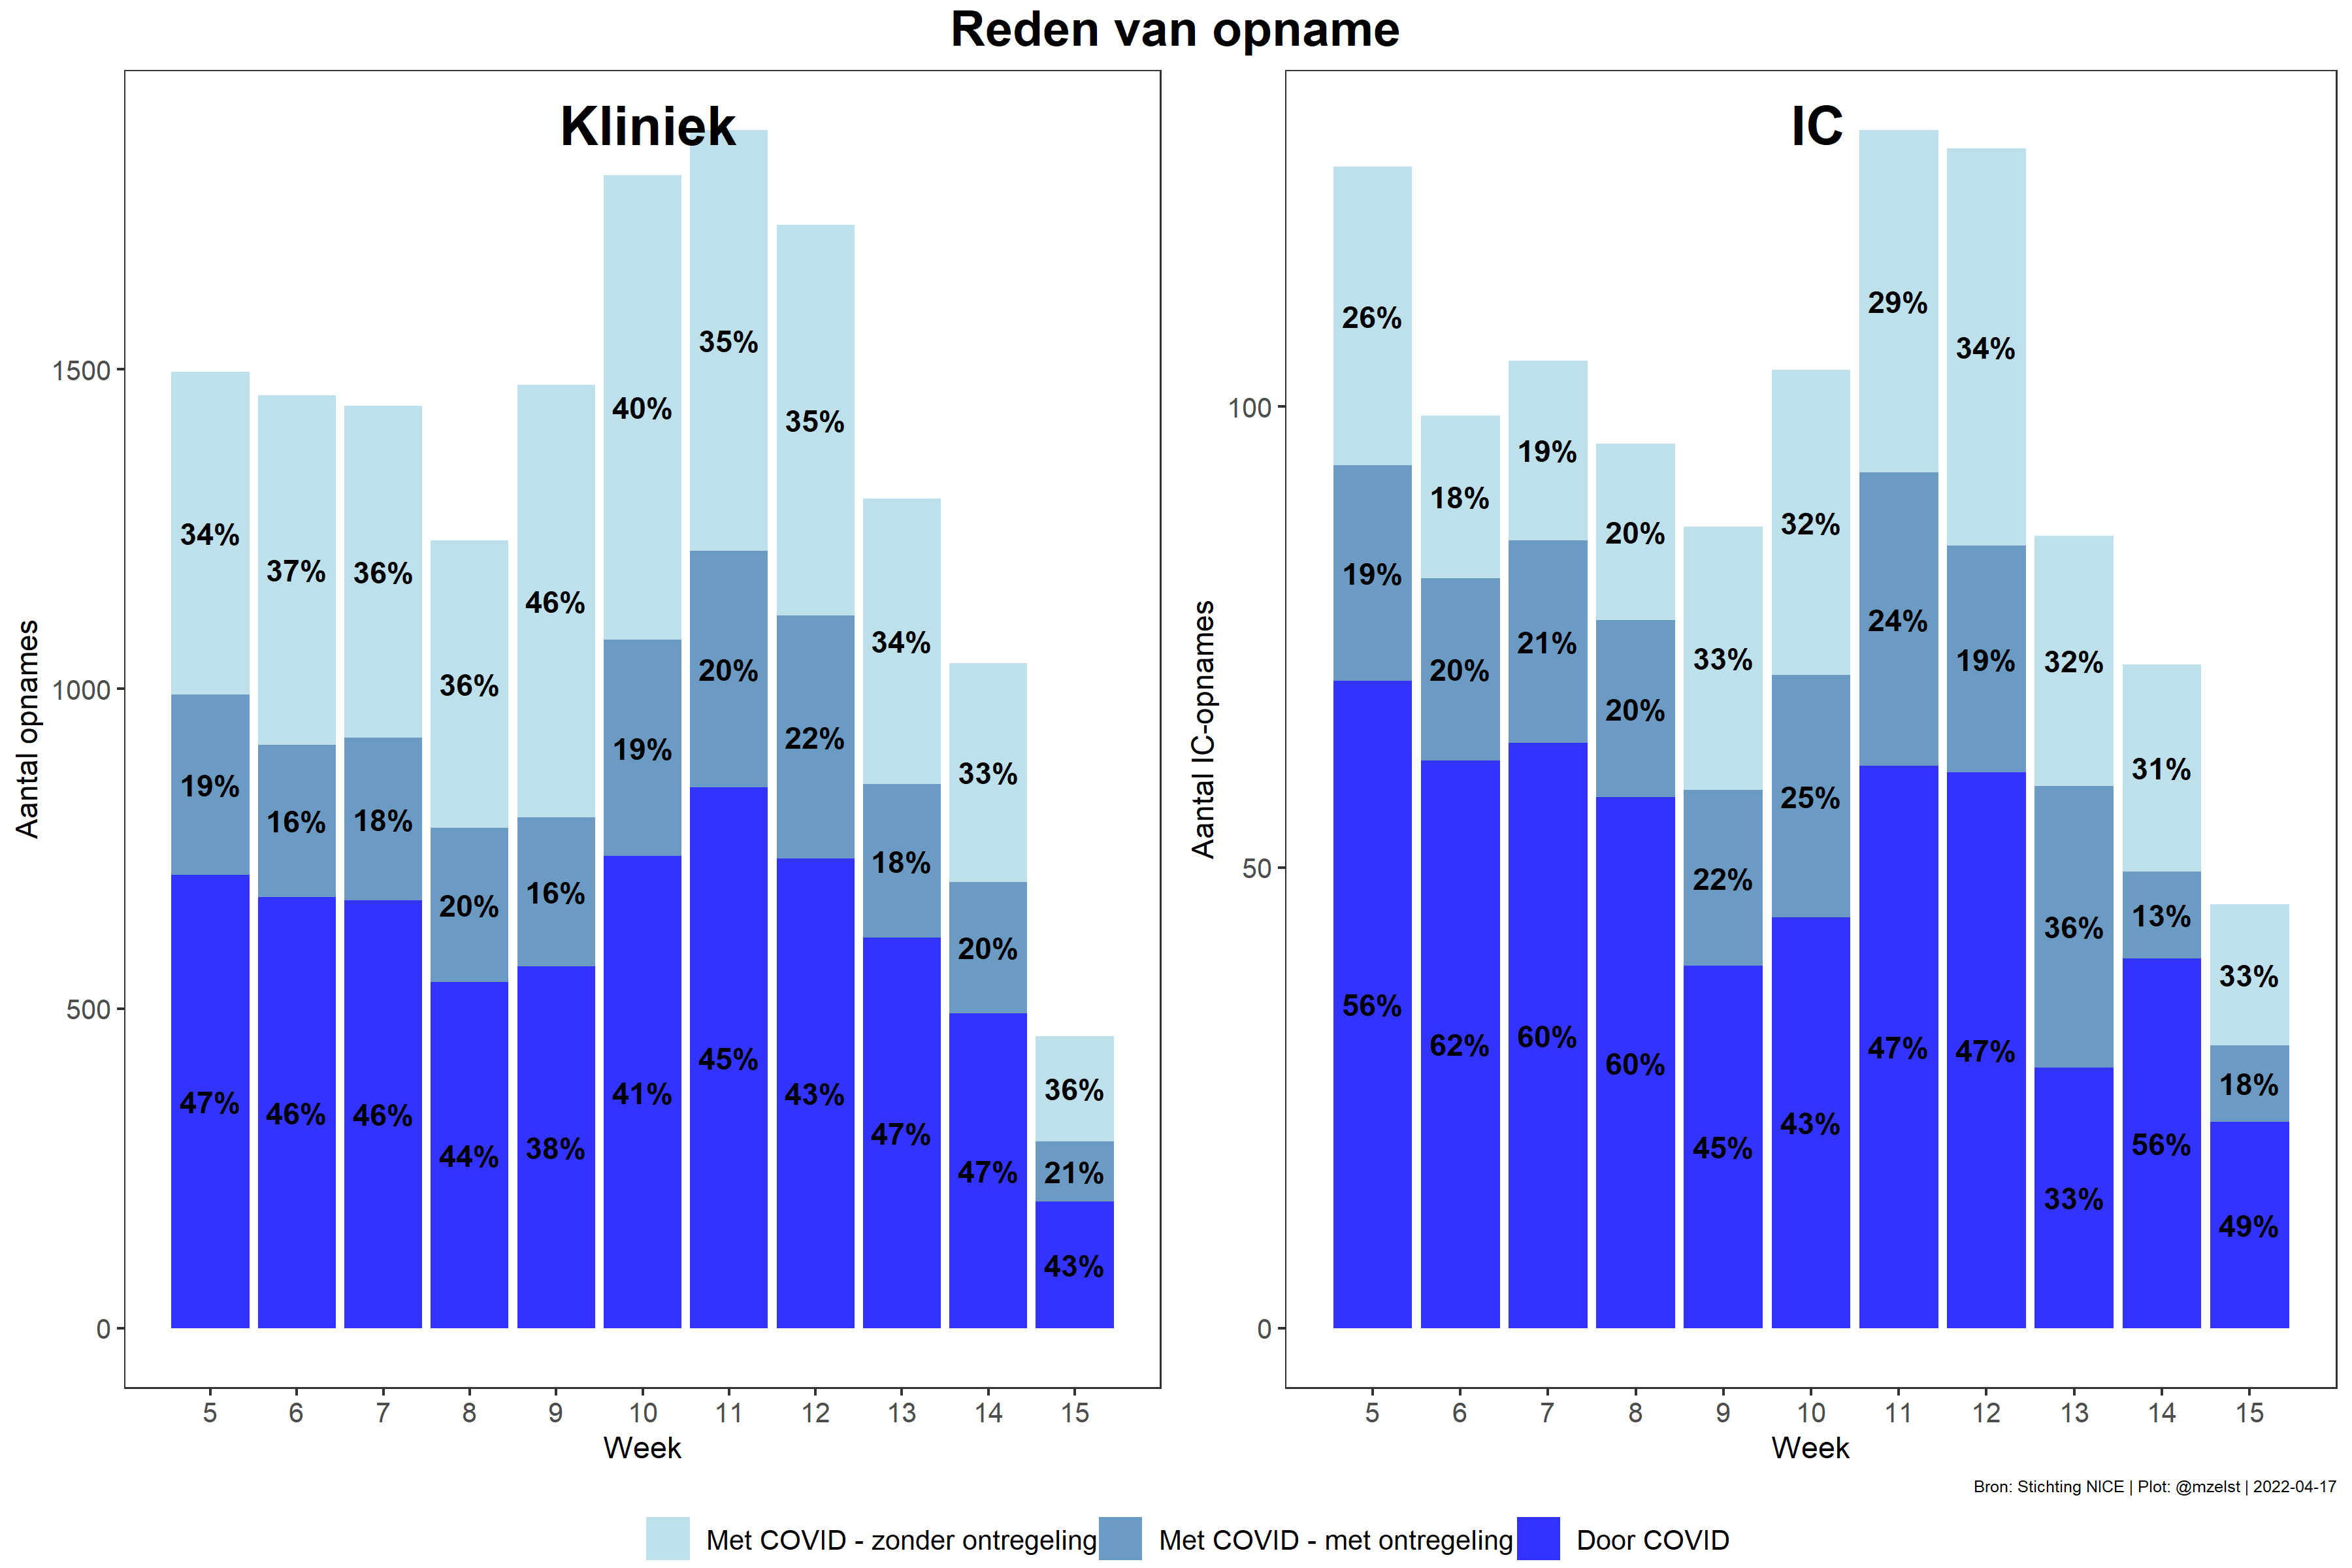 Reden van opname
Kliniek
IC
Aantal opnames
1500
1000
500
0
34% 37% 36% 36% 46% 40% 35% 35% 34% 33% 36%
19% 16% 18% 20% 16% 19% 20% 22% 18% 20% 21%
47% 46% 46% 44% 38% 41% 45% 43% 47% 47% 43%
5 6 7 8 9 10 11 12 13 14 15
Week
Aantal IC-opnames
100
50
0
26% 18% 19% 20% 33% 32% 29% 34% 32% 31% 33%
19% 20% 21% 20% 22% 25% 24% 19% 36% 13% 18%
56% 62% 60% 60% 45% 43% 47% 47% 33% 56% 49%
5 6 7 8 9 10 11 12 13 14 15
Week
Bron: Stichting NICE | Plot: @mzelst | 2022-04-17
Met COVID - zonder ontregeling Met COVID - met ontregeling Door COVID